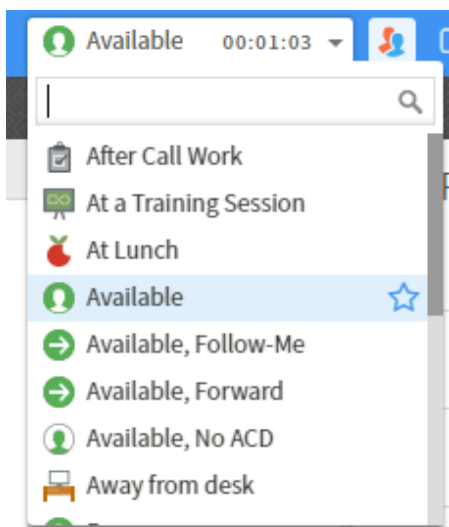 Available 00:01:03
After Call Work
At a Training Session
At Lunch
Available
Available, Follow-Me
Available, Forward
Available, No ACD
Away from desk